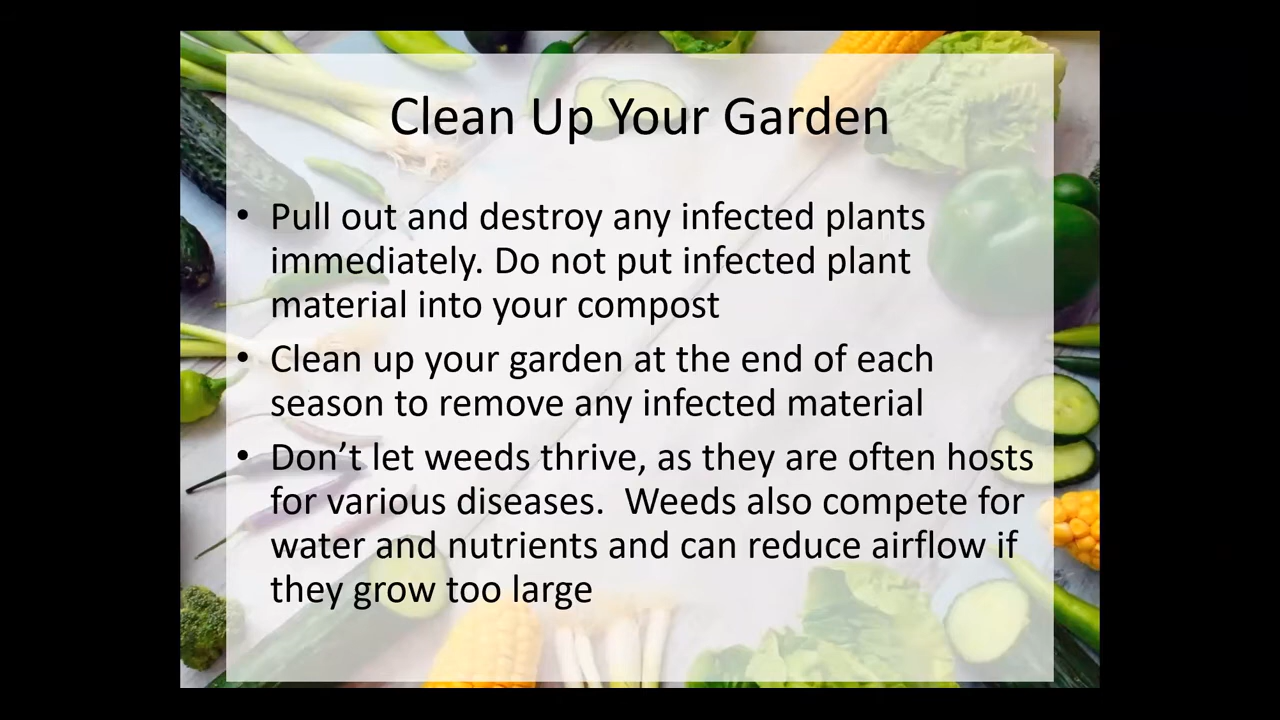 Clean Up Your Garden
• Pull out and destroy any infected plants
immediately. Do not put infected plant
material into your compost
• Clean up your garden at the end of each
season to remove any infected material
• Don’t let weeds thrive, as they are often hosts
for various diseases.  Weeds also compete for
water and nutrients and can reduce airflow if
they grow too large